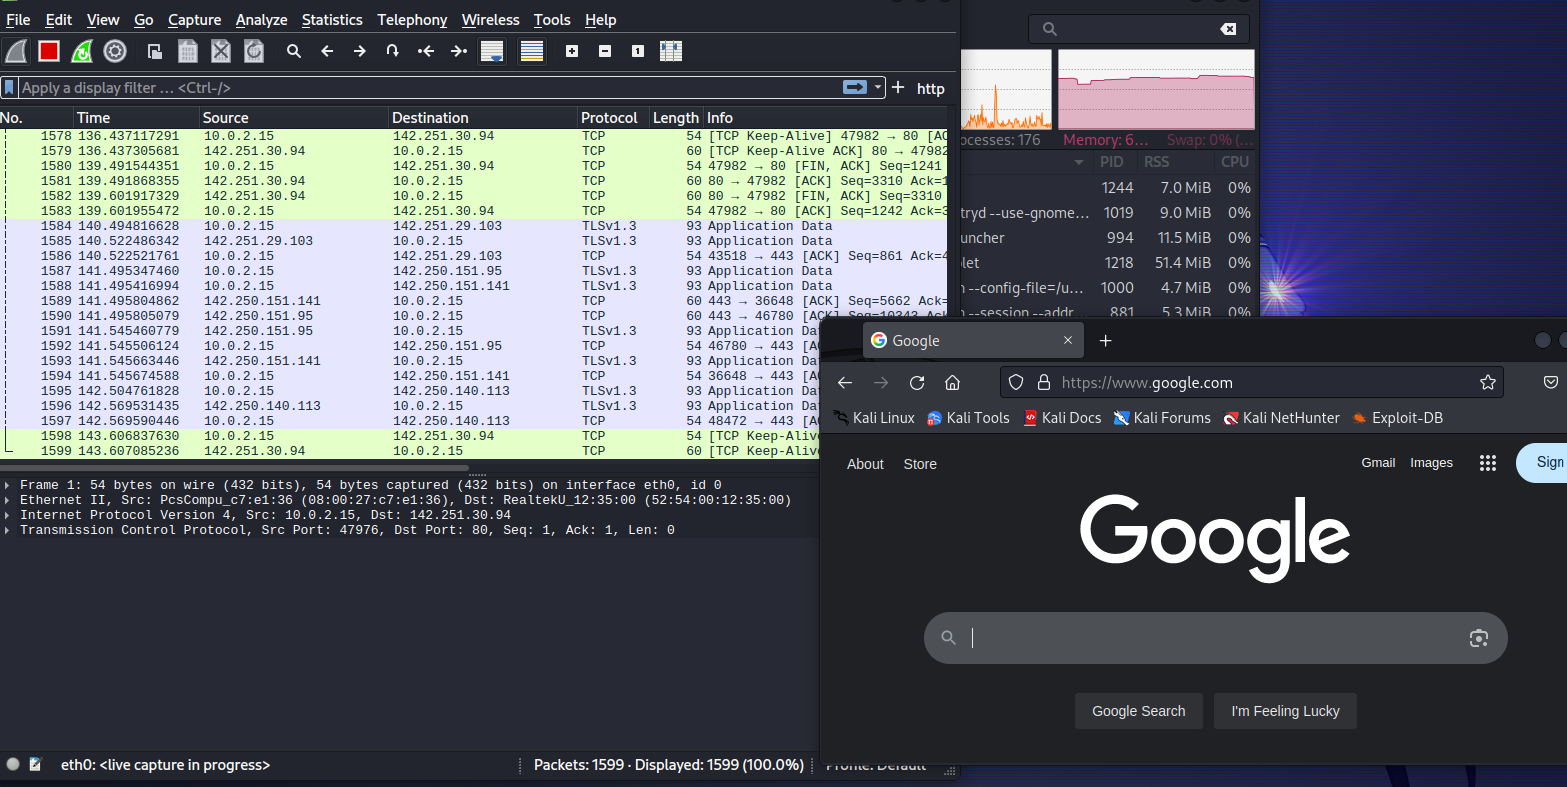 File Edit View Go Capture Analyze Statistics Telephony Wireless Tools Help
Apply a display filter … <Ctrl-/>
http
No. Time Source Destination Protocol Length Info
1578 136.437117291 10.0.2.15 142.251.30.94 TCP 54 [TCP Keep-Alive] 47982 → 80 [AC
1579 136.437305681 142.251.30.94 10.0.2.15 TCP 60 [TCP Keep-Alive ACK] 80 → 47982
1580 139.491544351 10.0.2.15 142.251.30.94 TCP 54 47982 → 80 [FIN, ACK] Seq=1241
1581 139.491868355 142.251.30.94 10.0.2.15 TCP 60 80 → 47982 [ACK] Seq=3310 Ack=1
1582 139.601917329 142.251.30.94 10.0.2.15 TCP 60 80 → 47982 [FIN, ACK] Seq=3310
1583 139.601955472 10.0.2.15 142.251.30.94 TCP 54 47982 → 80 [ACK] Seq=1242 Ack=3
1584 140.494816628 10.0.2.15 142.251.29.103 TLSv1.3 93 Application Data
1585 140.522486342 142.251.29.103 10.0.2.15 TLSv1.3 93 Application Data
1586 140.522521761 10.0.2.15 142.251.29.103 TCP 54 43518 → 443 [ACK] Seq=861 Ack=4
1587 141.495347460 10.0.2.15 142.250.151.95 TLSv1.3 93 Application Data
1588 141.495416994 10.0.2.15 142.250.151.141 TLSv1.3 93 Application Data
1589 141.495804862 142.250.151.141 10.0.2.15 TCP 60 443 → 36648 [ACK] Seq=5662 Ack=
1590 141.495805079 142.250.151.95 10.0.2.15 TCP 60 443 → 46780 [ACK] Seq=10343 Ack=
1591 141.545460779 142.250.151.95 10.0.2.15 TLSv1.3 93 Application Dat
1592 141.545506124 10.0.2.15 142.250.151.95 TCP 54 46780 → 443 [AC
1593 141.545663446 142.250.151.141 10.0.2.15 TLSv1.3 93 Application Dat
1594 141.545674588 10.0.2.15 142.250.151.141 TCP 54 36648 → 443 [AC
1595 142.504761828 10.0.2.15 142.250.140.113 TLSv1.3 93 Application Dat
1596 142.569531435 142.250.140.113 10.0.2.15 TLSv1.3 93 Application Dat
1597 142.569590446 10.0.2.15 142.250.140.113 TCP 54 48472 → 443 [AC
1598 143.606837630 10.0.2.15 142.251.30.94 TCP 54 [TCP Keep-Alive
1599 143.607085236 142.251.30.94 10.0.2.15 TCP 60 [TCP Keep-Alive
Frame 1: 54 bytes on wire (432 bits), 54 bytes captured (432 bits) on interface eth0, id 0
Ethernet II, Src: PcsCompu_c7:e1:36 (08:00:27:c7:e1:36), Dst: RealtekU_12:35:00 (52:54:00:12:35:00)
Internet Protocol Version 4, Src: 10.0.2.15, Dst: 142.251.30.94
Transmission Control Protocol, Src Port: 47976, Dst Port: 80, Seq: 1, Ack: 1, Len: 0
eth0: <live capture in progress> Packets: 1599 · Displayed: 1599 (100.0%) Profile: Default
ocesses: 176 Memory: 6… Swap: 0% (…
PID RSS CPU
1244 7.0 MiB 0%
tryd --use-gnome… 1019 9.0 MiB 0%
uncher 994 11.5 MiB 0%
let 1218 51.4 MiB 0%
n --config-file=/u… 1000 4.7 MiB 0%
n --session --addr 881 5.3 MiB 0%
Google
https://www.google.com
Kali Linux Kali Tools Kali Docs Kali Forums Kali NetHunter Exploit-DB
About Store Gmail Images Sign
Google
Google Search I'm Feeling Lucky